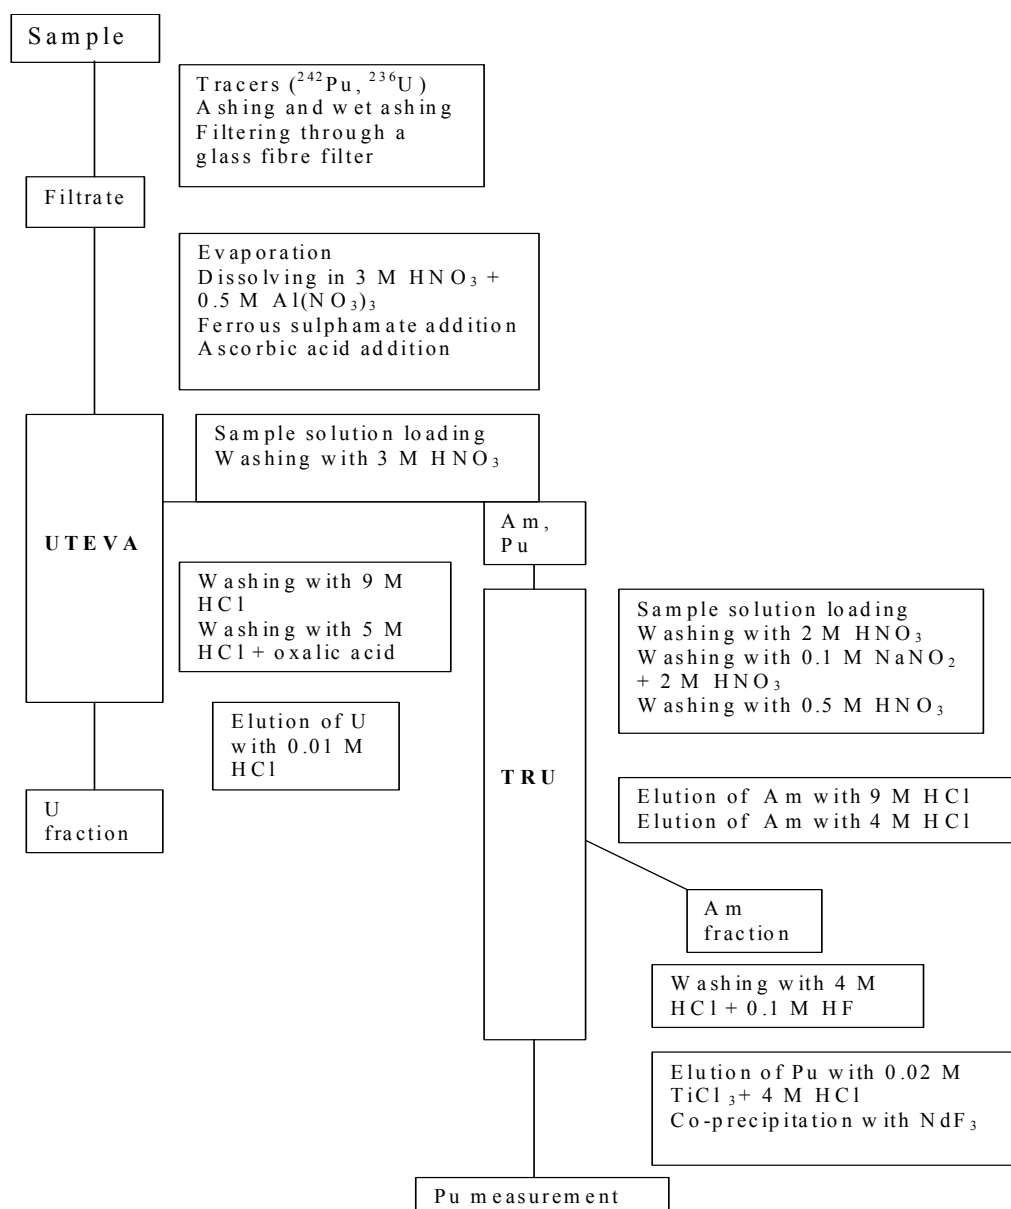 Sample
Tracers (²⁴²Pu, ²³⁶U)
Ashing and wet ashing
Filtering through a
glass fibre filter
Filtrate
Evaporation
Dissolving in 3 M HNO₃ +
0.5 M Al(NO₃)₃
Ferrous sulphamate addition
Ascorbic acid addition
Sample solution loading
Washing with 3 M HNO₃
UTEVA
Am,
Pu
Washing with 9 M
HCl
Washing with 5 M
HCl + oxalic acid
Sample solution loading
Washing with 2 M HNO₃
Washing with 0.1 M NaNO₂
+ 2 M HNO₃
Washing with 0.5 M HNO₃
Elution of U
with 0.01 M
HCl
TRU
U
fraction
Elution of Am with 9 M HCl
Elution of Am with 4 M HCl
Am
fraction
Washing with 4 M
HCl + 0.1 M HF
Elution of Pu with 0.02 M
TiCl₃ + 4 M HCl
Co-precipitation with NdF₃
Pu measurement